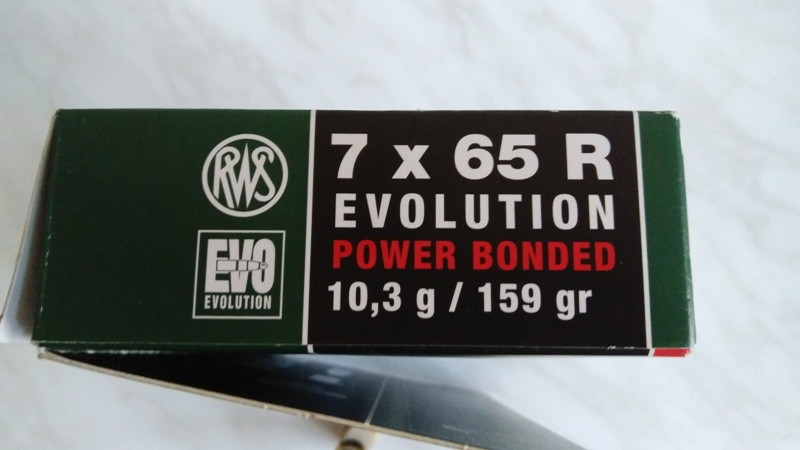 RWS
EVO
EVOLUTION
7 x 65 R
EVOLUTION
POWER BONDED
10,3 g / 159 gr